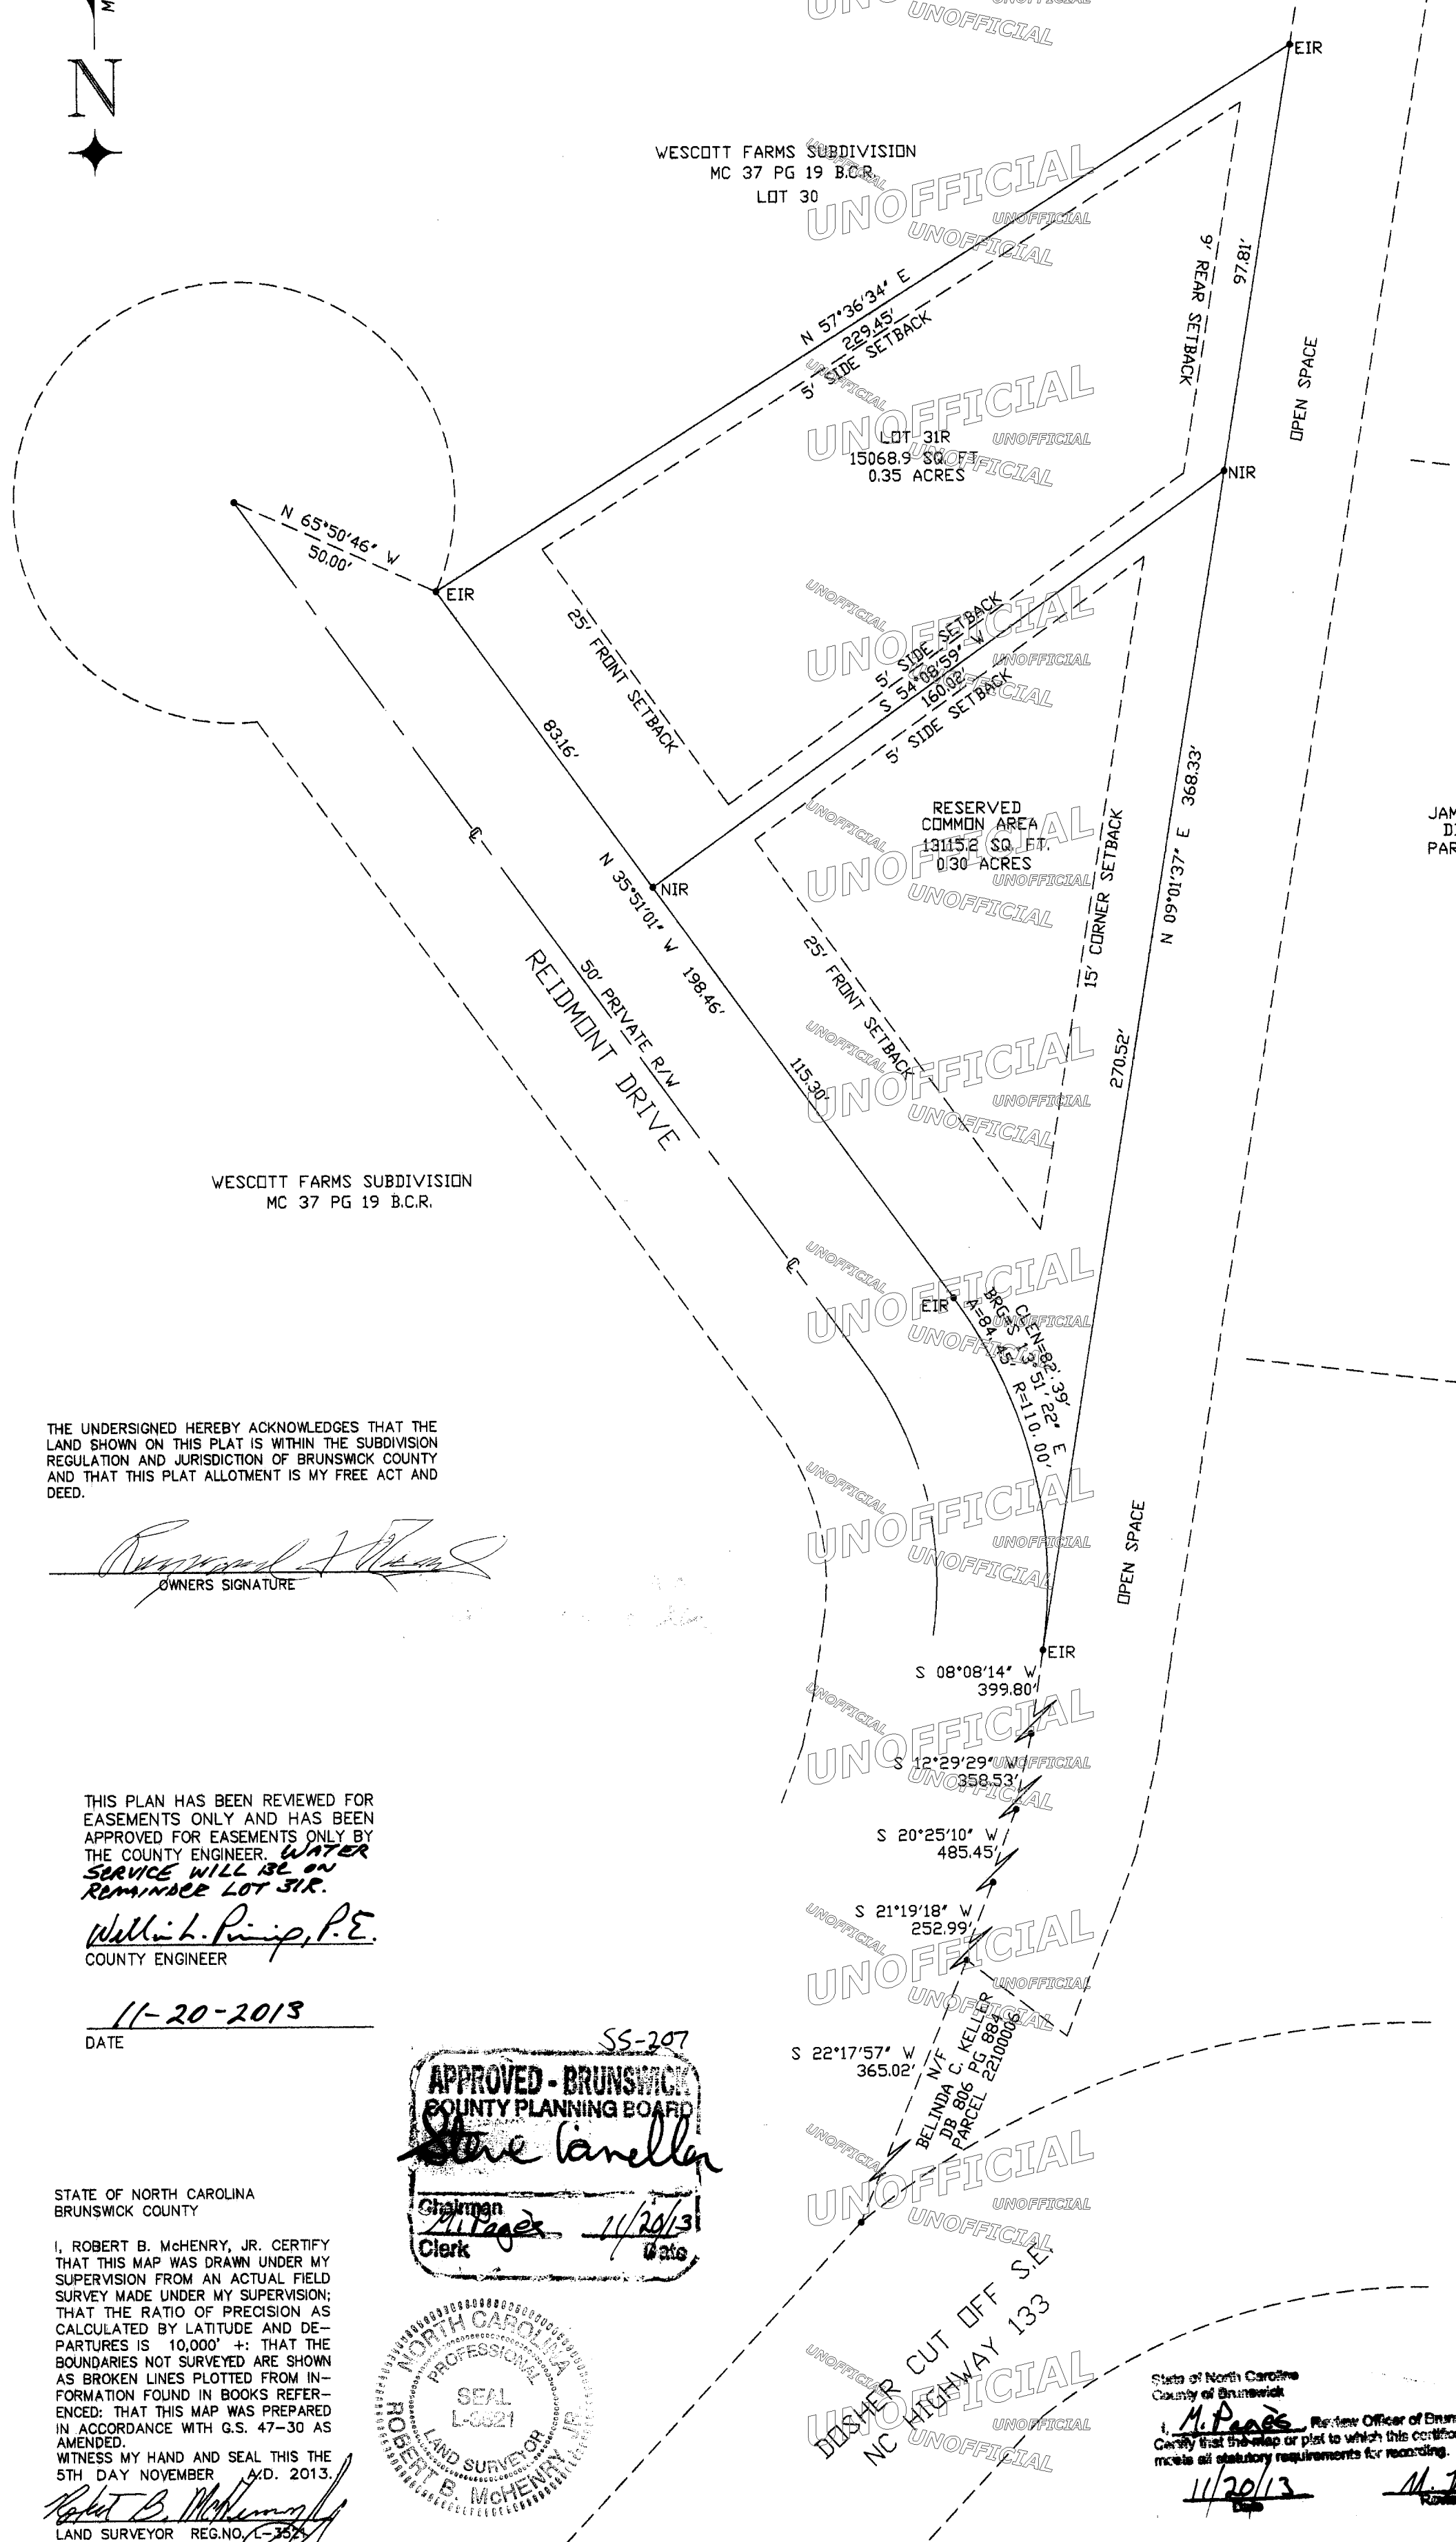 M
N
UNOFFICIAL
EIR
WESCOTT FARMS SUBDIVISION
MC 37 PG 19 B.C.R.
LOT 30
N 57°36'34" E
229.45'
5' SIDE SETBACK
9' REAR SETBACK
97.81'
OPEN SPACE
LOT 31R
15068.9 SQ. FT.
0.35 ACRES
NIR
N 65°50'46" W
50.00'
EIR
25' FRONT SETBACK
5' SIDE SETBACK
S 54°08'59" W
160.02'
5' SIDE SETBACK
83.16'
N 09°01'37" E 368.33'
RESERVED
COMMON AREA
13115.2 SQ. FT.
0.30 ACRES
JAM
D
PAR
NIR
N 35°51'01" W 198.46'
25' FRONT SETBACK
15' CORNER SETBACK
50' PRIVATE R/W
REIDMONT DRIVE
270.52'
115.30'
WESCOTT FARMS SUBDIVISION
MC 37 PG 19 B.C.R.
EIR
CLEN=82.39'
BRG=S 13°51'22" E
A=84.45' R=110.00'
THE UNDERSIGNED HEREBY ACKNOWLEDGES THAT THE
LAND SHOWN ON THIS PLAT IS WITHIN THE SUBDIVISION
REGULATION AND JURISDICTION OF BRUNSWICK COUNTY
AND THAT THIS PLAT ALLOTMENT IS MY FREE ACT AND
DEED.
OWNERS SIGNATURE
OPEN SPACE
EIR
S 08°08'14" W
399.80'
S 12°29'29" W
358.53'
S 20°25'10" W
485.45'
S 21°19'18" W
252.99'
S 22°17'57" W
365.02'
N/F
BELINDA C. KELLER
DB 806 PG 884
PARCEL 22100006
THIS PLAN HAS BEEN REVIEWED FOR
EASEMENTS ONLY AND HAS BEEN
APPROVED FOR EASEMENTS ONLY BY
THE COUNTY ENGINEER. WATER
SERVICE WILL BE ON
REMAINDER LOT 31R.
P.E.
COUNTY ENGINEER
11-20-2013
DATE
SS-207
APPROVED - BRUNSWICK
COUNTY PLANNING BOARD
Steve
Chairman
M. Pages 11/20/13
Clerk Date
STATE OF NORTH CAROLINA
BRUNSWICK COUNTY
I, ROBERT B. McHENRY, JR. CERTIFY
THAT THIS MAP WAS DRAWN UNDER MY
SUPERVISION FROM AN ACTUAL FIELD
SURVEY MADE UNDER MY SUPERVISION;
THAT THE RATIO OF PRECISION AS
CALCULATED BY LATITUDE AND DE-
PARTURES IS 10,000' +: THAT THE
BOUNDARIES NOT SURVEYED ARE SHOWN
AS BROKEN LINES PLOTTED FROM IN-
FORMATION FOUND IN BOOKS REFER-
ENCED: THAT THIS MAP WAS PREPARED
IN ACCORDANCE WITH G.S. 47-30 AS
AMENDED.
WITNESS MY HAND AND SEAL THIS THE
5TH DAY NOVEMBER A.D. 2013.
Robert B. McHenry Jr
LAND SURVEYOR REG.NO. L-3521
NORTH CAROLINA
PROFESSIONAL
SEAL
LAND SURVEYOR
ROBERT B. McHENRY JR.
DOSHER CUT OFF S.E.
NC HIGHWAY 133
State of North Carolina
County of Brunswick
I, M. Pages, Review Officer of Brun
Certify that the map or plat to which this certific
meets all statutory requirements for recording.
11/20/13 M.
Date